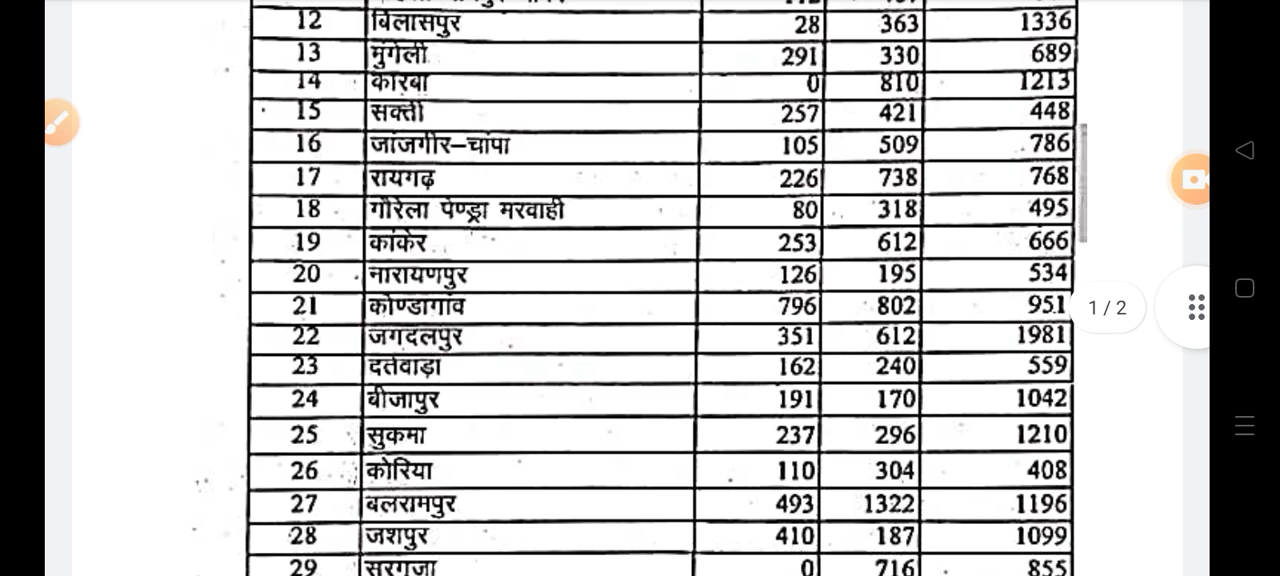 12 बिलासपुर 28 363 1336
13 मुंगेली 291 330 689
14 कोरबा 0 810 1213
15 सक्ती 257 421 448
16 जांजगीर–चांपा 105 509 786
17 रायगढ़ 226 738 768
18 गौरेला पेण्ड्रा मरवाही 80 318 495
19 कांकेर 253 612 666
20 नारायणपुर 126 195 534
21 कोण्डागांव 796 802 951
1 / 2
22 जगदलपुर 351 612 1981
23 दंतेवाड़ा 162 240 559
24 बीजापुर 191 170 1042
25 सुकमा 237 296 1210
26 कोरिया 110 304 408
27 बलरामपुर 493 1322 1196
28 जशपुर 410 187 1099
29 सरगुजा 0 716 855